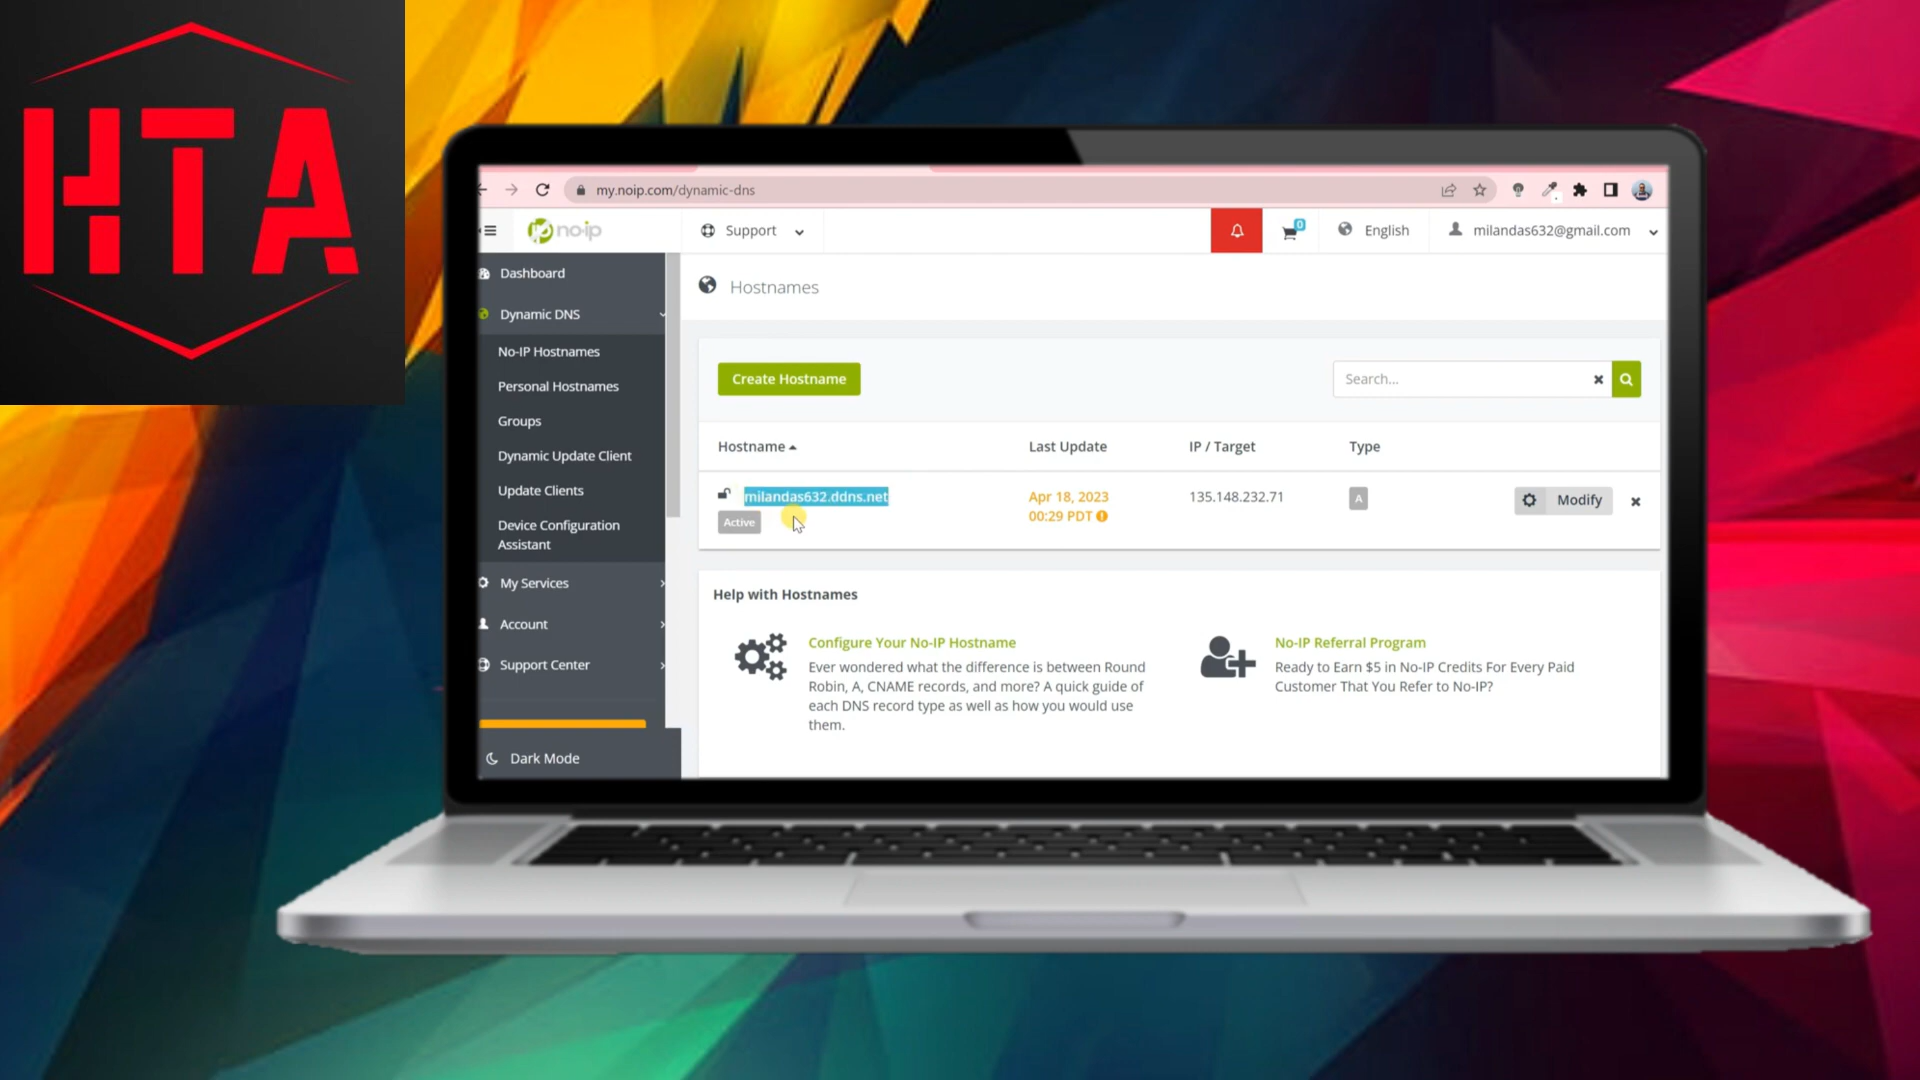 HTA
my.noip.com/dynamic-dns
no-ip
Support
0
English
milandas632@gmail.com
Dashboard
Dynamic DNS
No-IP Hostnames
Personal Hostnames
Groups
Dynamic Update Client
Update Clients
Device Configuration
Assistant
My Services
Account
Support Center
Dark Mode
Hostnames
Create Hostname
Search...
Hostname
Last Update
IP / Target
Type
milandas632.ddns.net
Active
Apr 18, 2023
00:29 PDT
135.148.232.71
A
Modify
Help with Hostnames
Configure Your No-IP Hostname
Ever wondered what the difference is between Round
Robin, A, CNAME records, and more? A quick guide of
each DNS record type as well as how you would use
them.
No-IP Referral Program
Ready to Earn $5 in No-IP Credits For Every Paid
Customer That You Refer to No-IP?